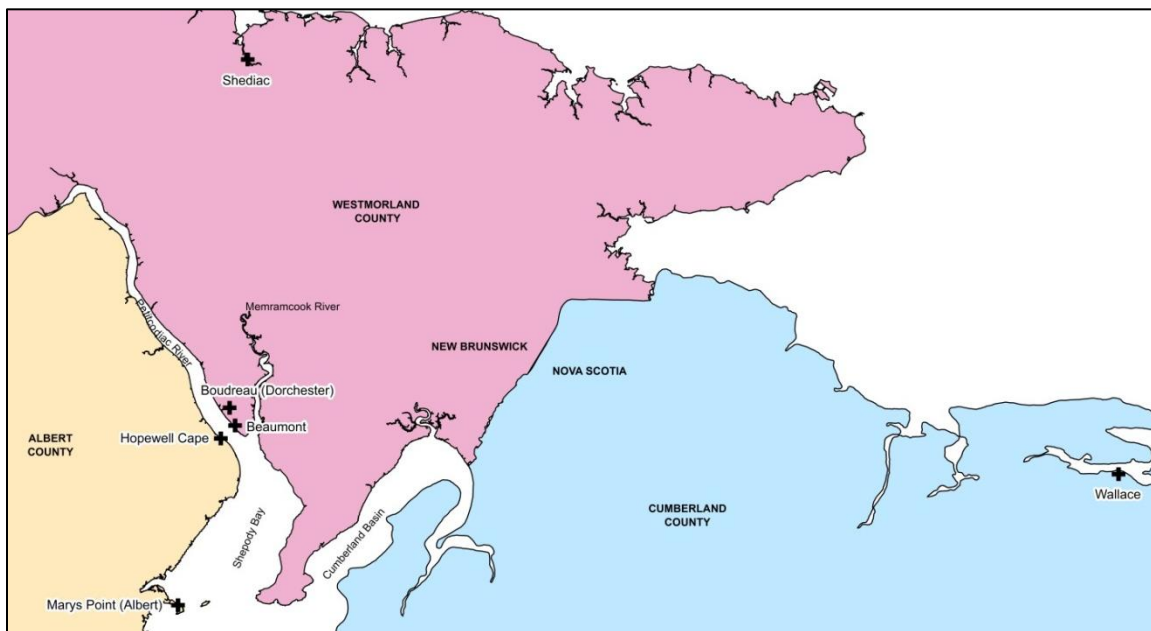 Shediac
WESTMORLAND
COUNTY
Petitcodiac River
Memramcook River
NEW BRUNSWICK
NOVA SCOTIA
Boudreau (Dorchester)
Beaumont
Hopewell Cape
ALBERT
COUNTY
Wallace
CUMBERLAND
COUNTY
Shepody Bay
Cumberland Basin
Marys Point (Albert)